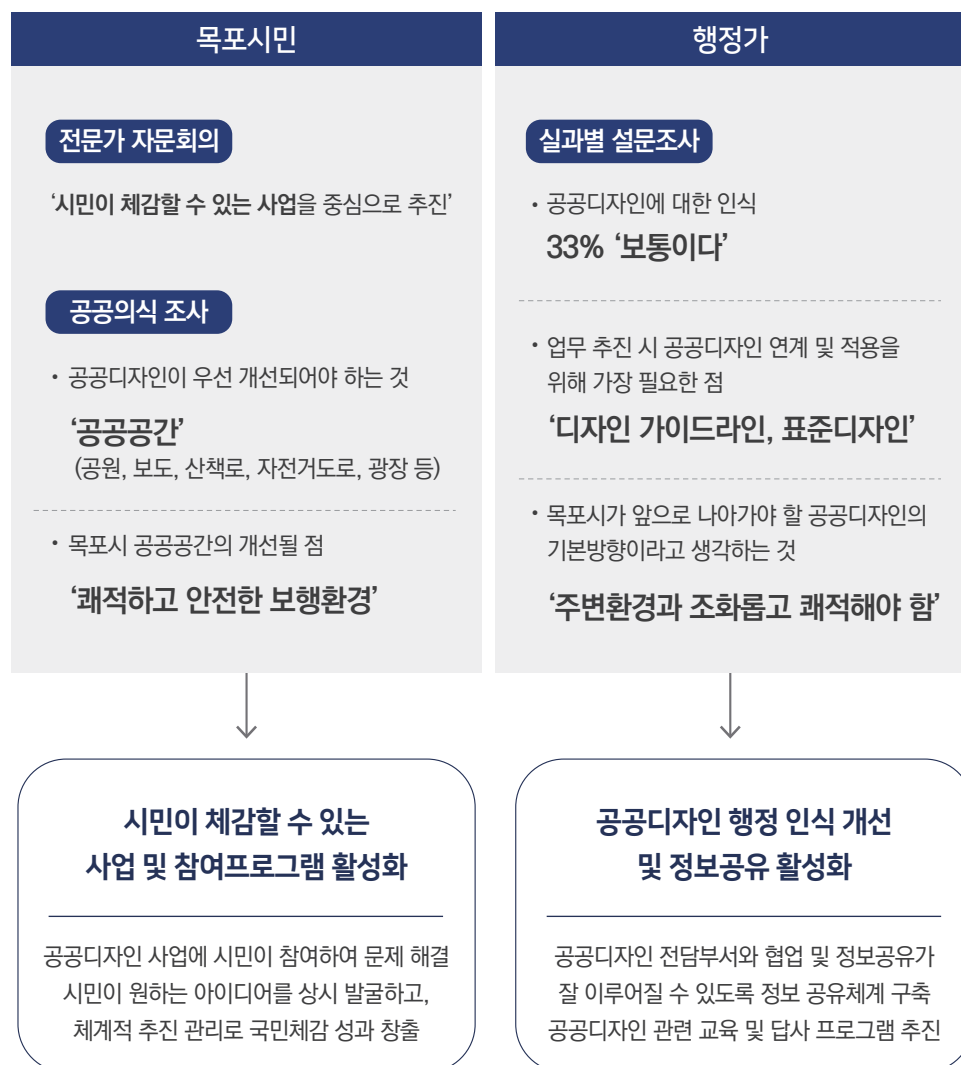 목포시민
전문가 자문회의
‘시민이 체감할 수 있는 사업을 중심으로 추진’
공공의식 조사
• 공공디자인이 우선 개선되어야 하는 것
‘공공공간’
(공원, 보도, 산책로, 자전거도로, 광장 등)
• 목포시 공공공간의 개선될 점
‘쾌적하고 안전한 보행환경’
시민이 체감할 수 있는
사업 및 참여프로그램 활성화
공공디자인 사업에 시민이 참여하여 문제 해결
시민이 원하는 아이디어를 상시 발굴하고,
체계적 추진 관리로 국민체감 성과 창출
행정가
실과별 설문조사
• 공공디자인에 대한 인식
33% ‘보통이다’
• 업무 추진 시 공공디자인 연계 및 적용을
위해 가장 필요한 점
‘디자인 가이드라인, 표준디자인’
• 목포시가 앞으로 나아가야 할 공공디자인의
기본방향이라고 생각하는 것
‘주변환경과 조화롭고 쾌적해야 함’
공공디자인 행정 인식 개선
및 정보공유 활성화
공공디자인 전담부서와 협업 및 정보공유가
잘 이루어질 수 있도록 정보 공유체계 구축
공공디자인 관련 교육 및 답사 프로그램 추진